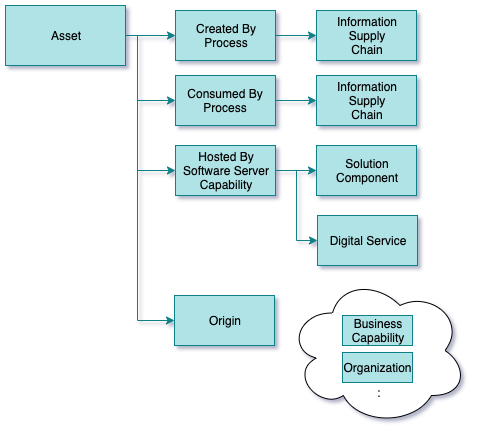 Asset
Created By
Process
Information
Supply
Chain
Consumed By
Process
Information
Supply
Chain
Hosted By
Software Server
Capability
Solution
Component
Digital Service
Origin
Business
Capability
Organization
: